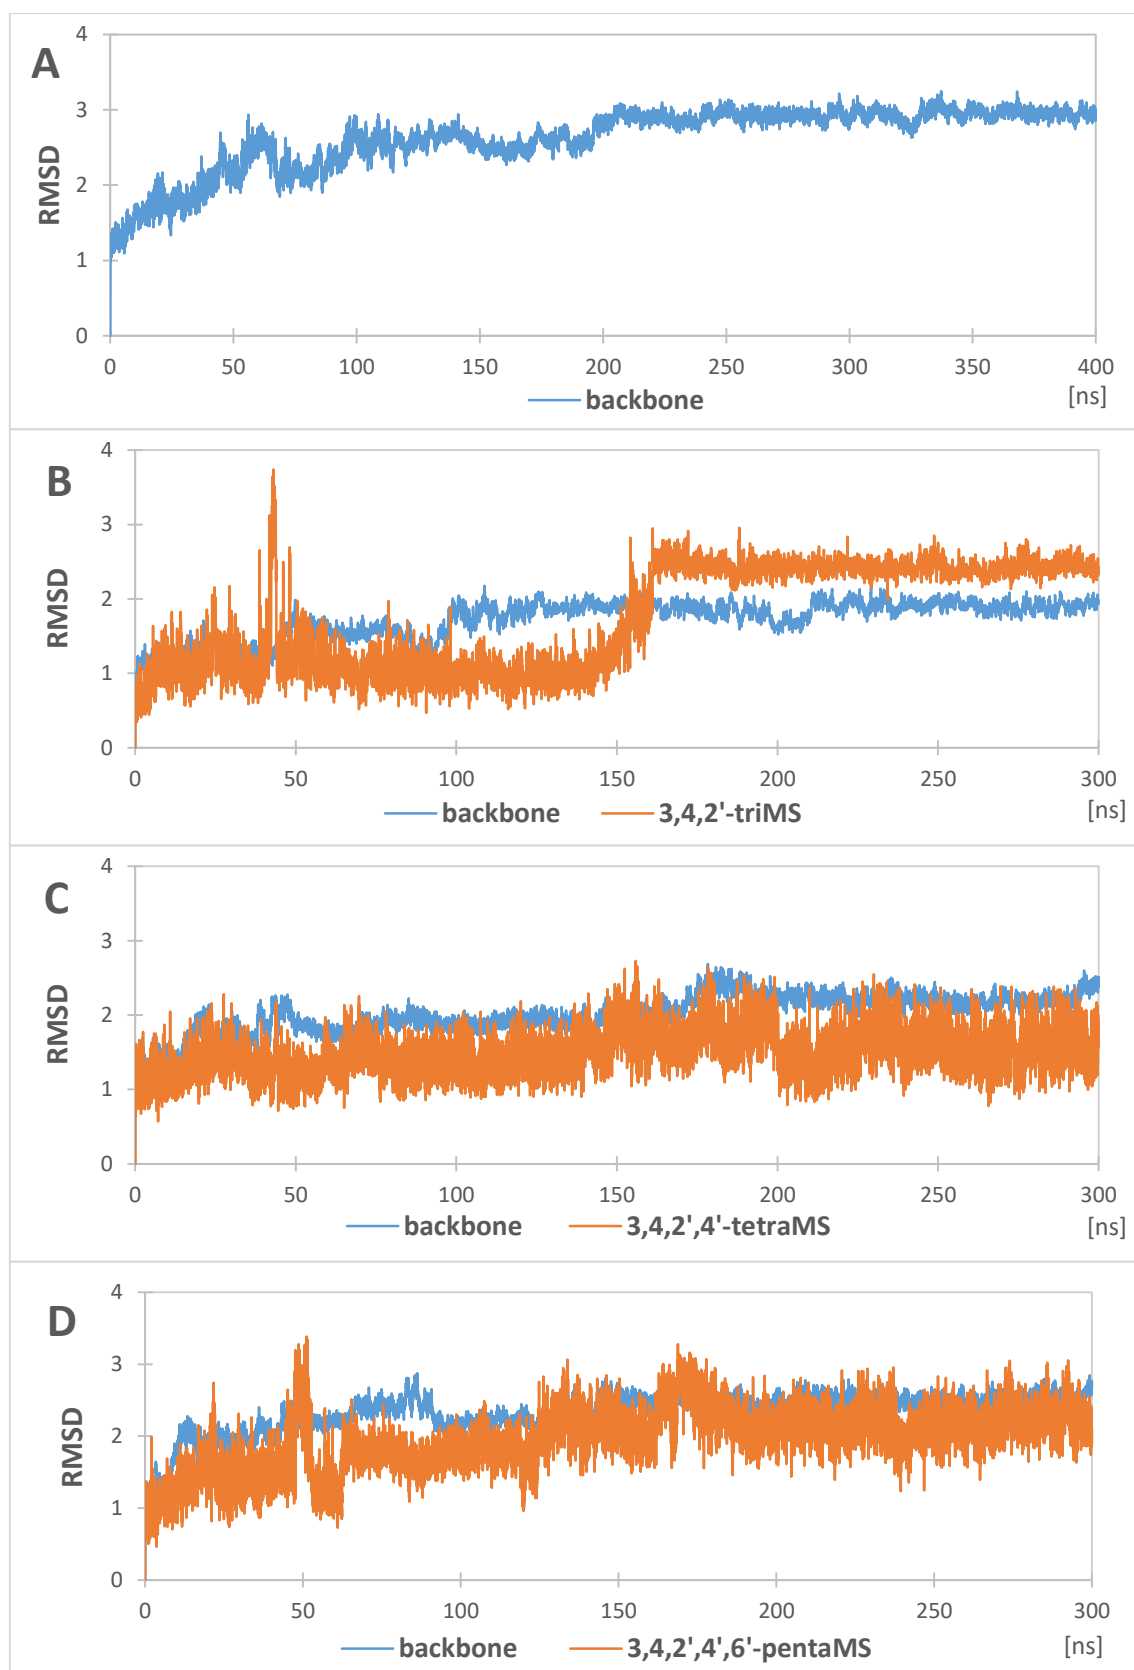 A
RMSD
4
3
2
1
0
0 50 100 150 200 250 300 350 400
backbone [ns]
B
RMSD
4
3
2
1
0
0 50 100 150 200 250 300
backbone 3,4,2'-triMS [ns]
C
RMSD
4
3
2
1
0
0 50 100 150 200 250 300
backbone 3,4,2',4'-tetraMS [ns]
D
RMSD
4
3
2
1
0
0 50 100 150 200 250 300
backbone 3,4,2',4',6'-pentaMS [ns]